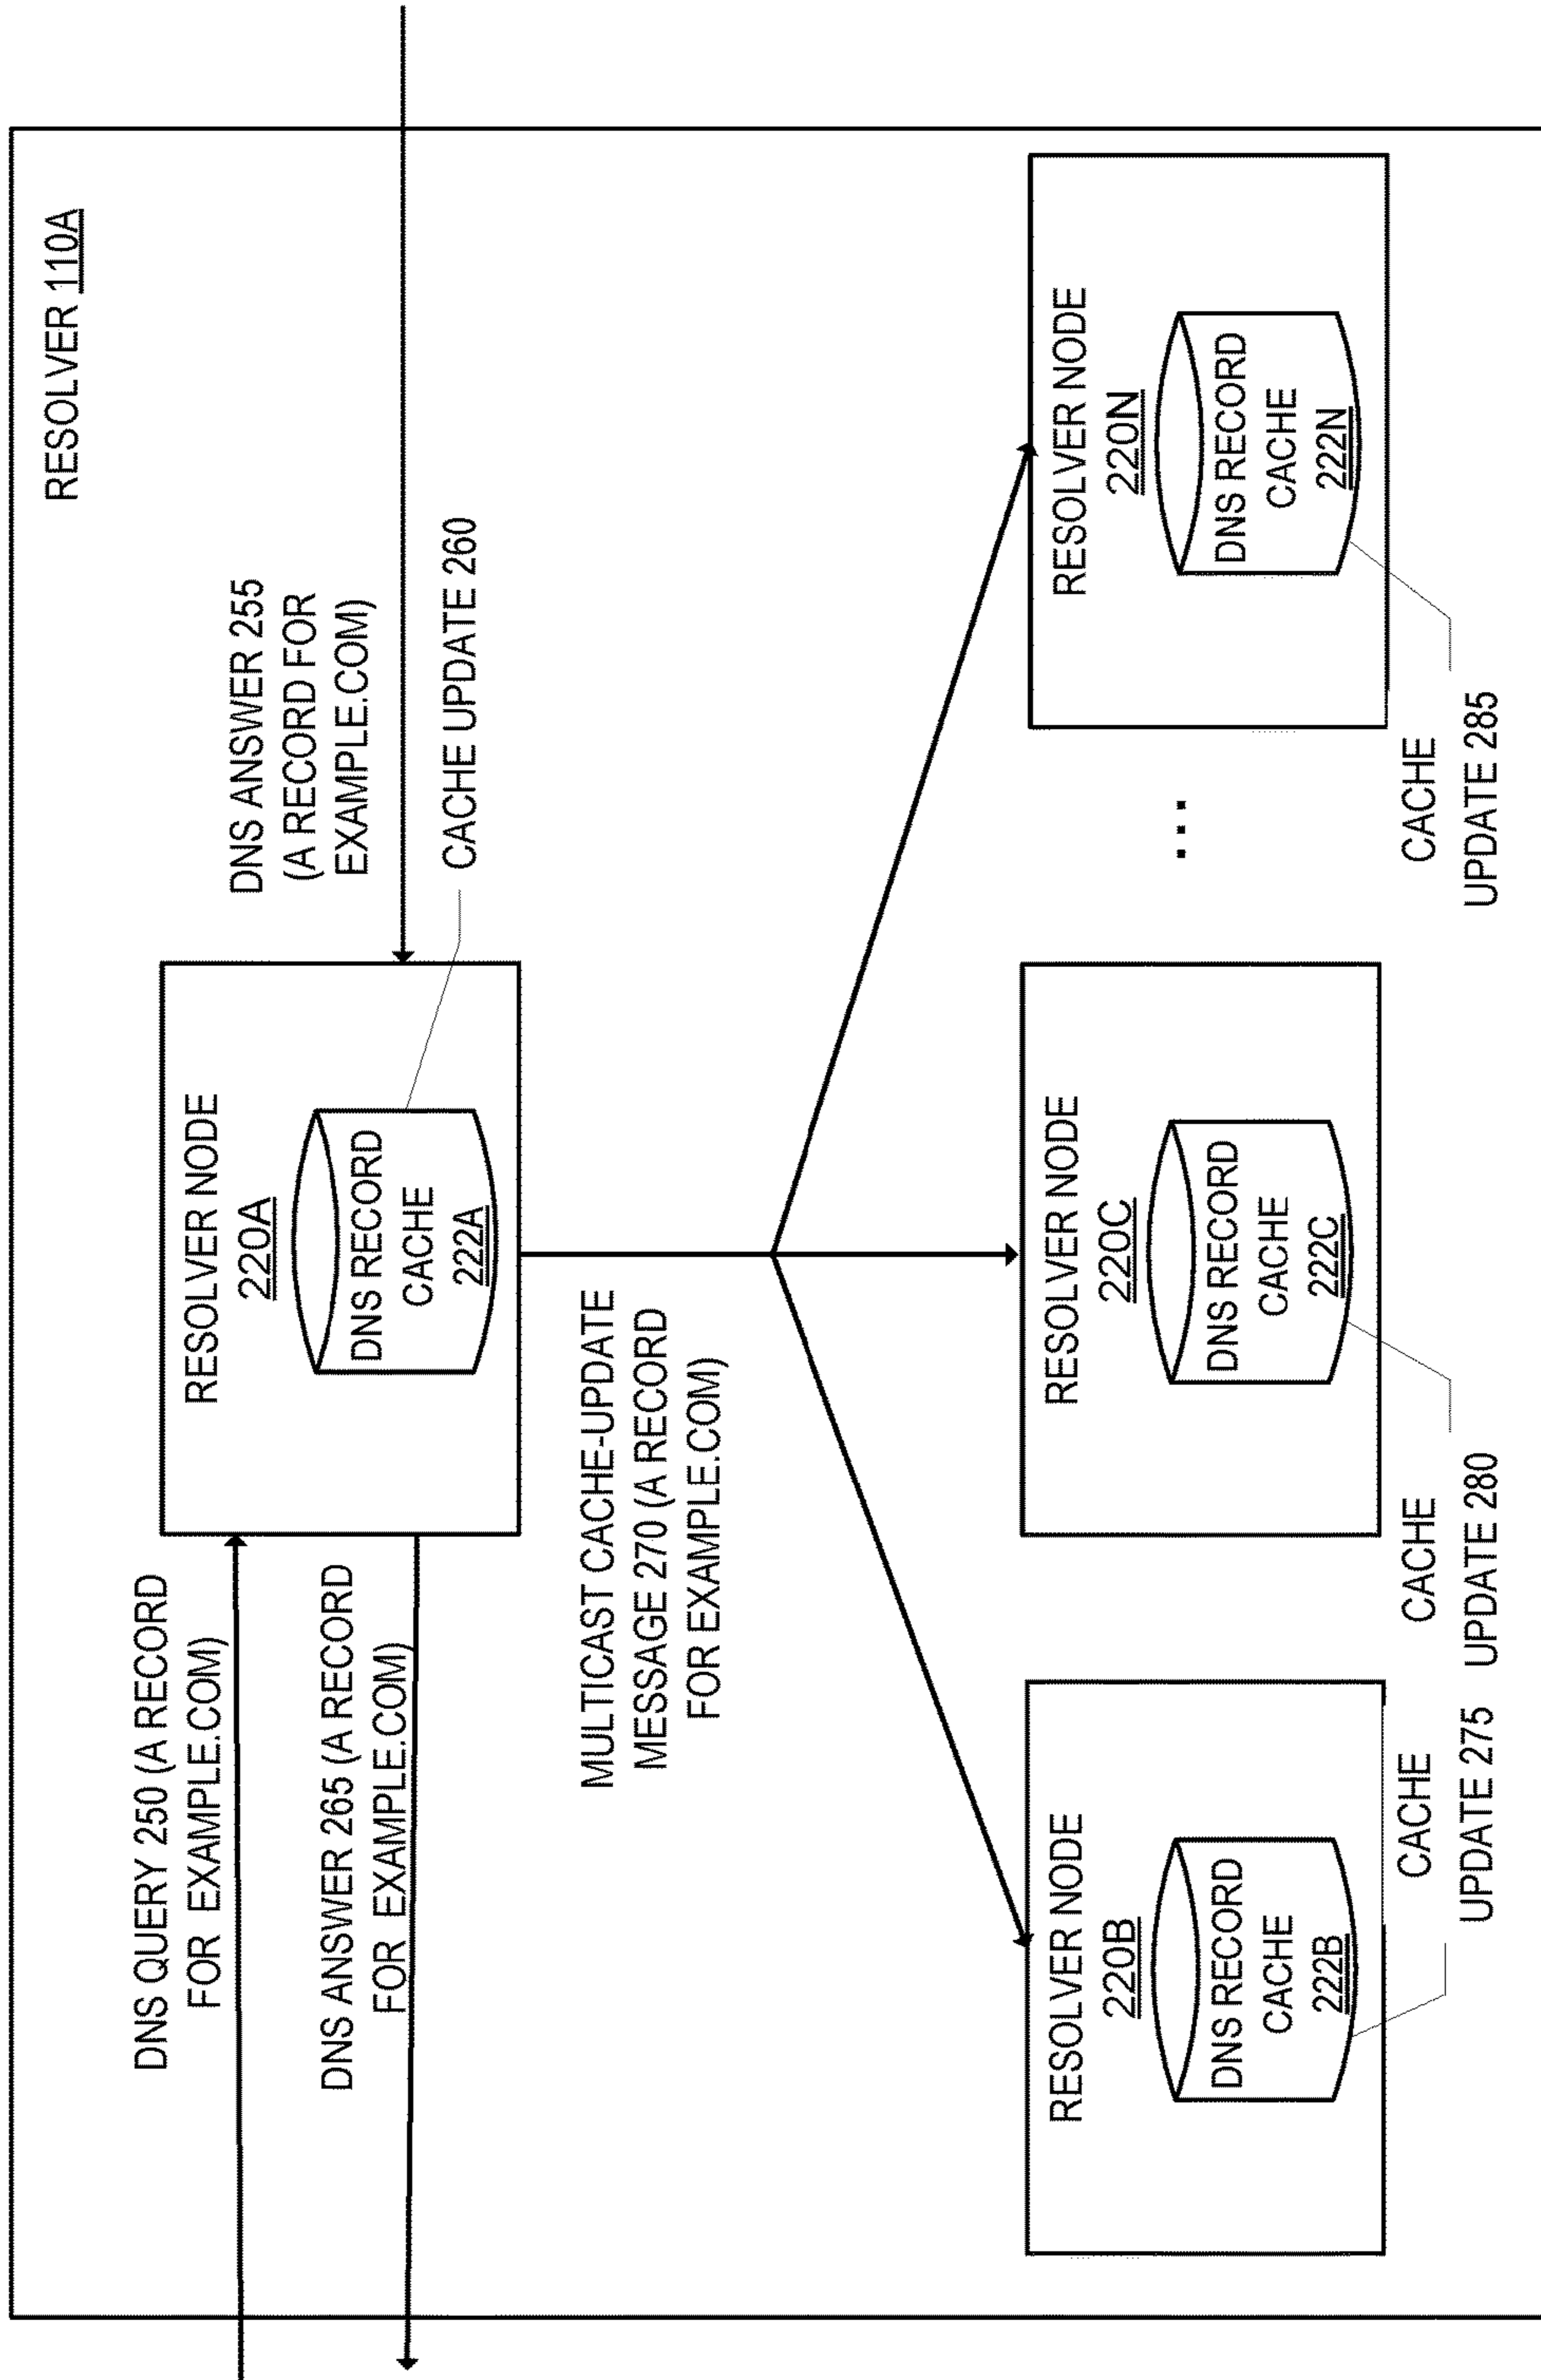 RESOLVER 110A
DNS QUERY 250 (A RECORD
FOR EXAMPLE.COM)
DNS ANSWER 265 (A RECORD
FOR EXAMPLE.COM)
RESOLVER NODE
220A
DNS RECORD
CACHE
222A
DNS ANSWER 255
(A RECORD FOR
EXAMPLE.COM)
CACHE UPDATE 260
MULTICAST CACHE-UPDATE
MESSAGE 270 (A RECORD
FOR EXAMPLE.COM)
RESOLVER NODE
220B
DNS RECORD
CACHE
222B
CACHE
UPDATE 275
RESOLVER NODE
220C
DNS RECORD
CACHE
222C
CACHE
UPDATE 280
...
RESOLVER NODE
220N
DNS RECORD
CACHE
222N
CACHE
UPDATE 285